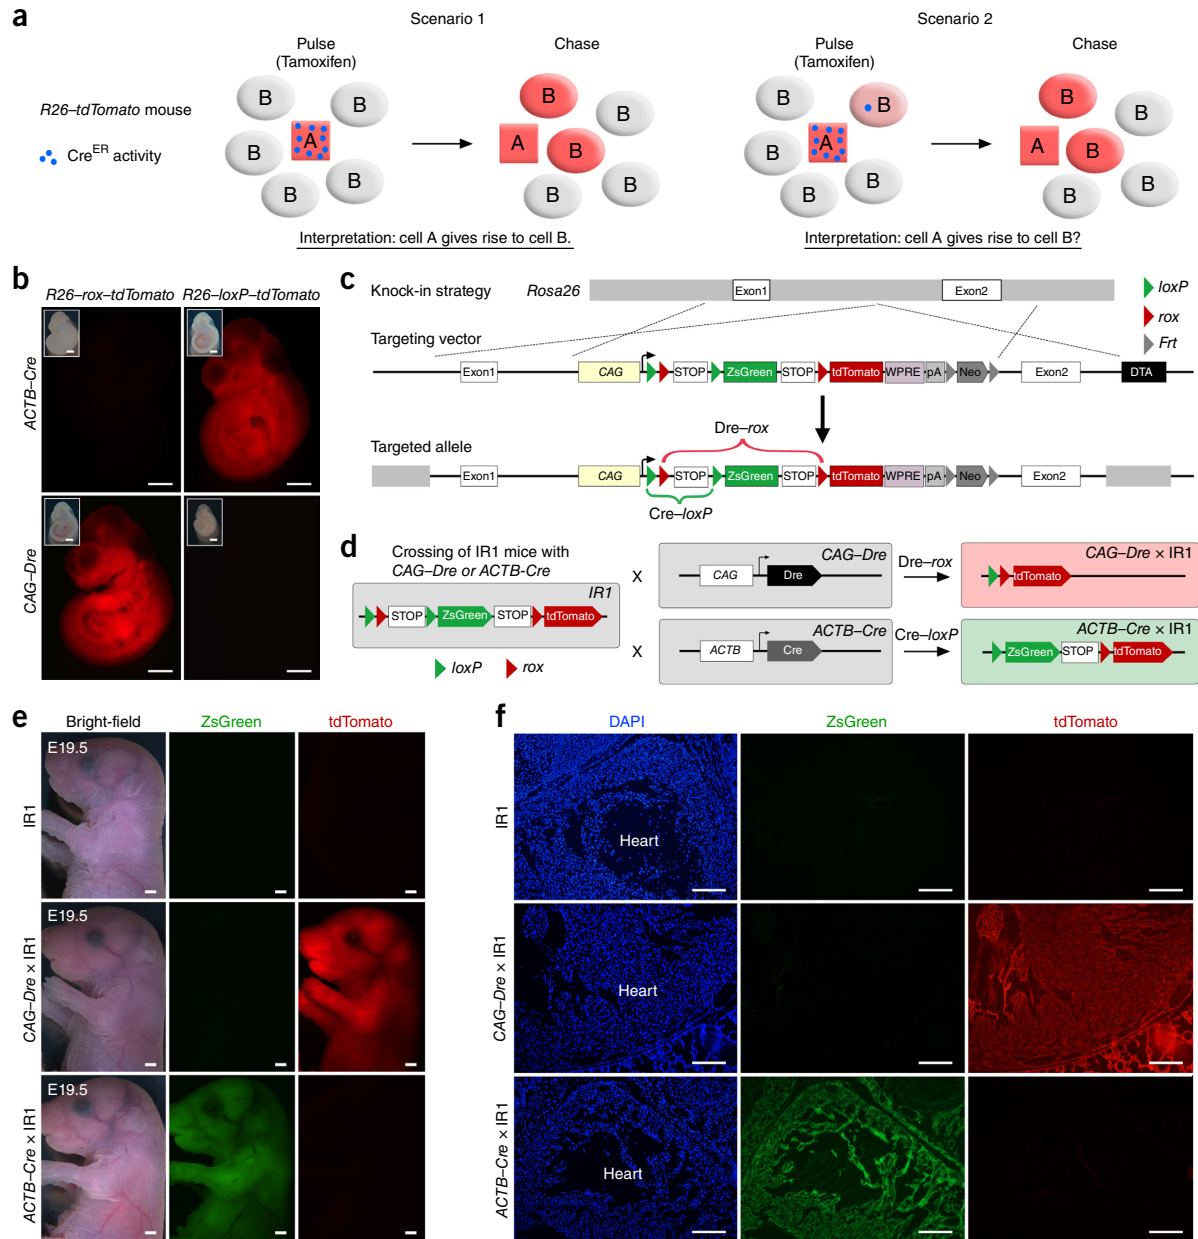 a
Scenario 1
Scenario 2
Pulse
(Tamoxifen)
Chase
Pulse
(Tamoxifen)
Chase
R26–tdTomato mouse
Cre^ER activity
B
B
A
B
B
B
B
B
A
B
B
B
B
B
A
B
B
B
B
B
A
B
B
B
Interpretation: cell A gives rise to cell B.
Interpretation: cell A gives rise to cell B?
b
R26–rox–tdTomato
R26–loxP–tdTomato
ACTB–Cre
CAG–Dre
c
Knock-in strategy
Rosa26
Exon1
Exon2
loxP
rox
Frt
Targeting vector
Exon1
CAG
STOP
ZsGreen
STOP
tdTomato
WPRE
pA
Neo
Exon2
DTA
Dre–rox
Targeted allele
Exon1
CAG
STOP
ZsGreen
STOP
tdTomato
WPRE
pA
Neo
Exon2
Cre–loxP
d
Crossing of IR1 mice with
CAG–Dre or ACTB-Cre
IR1
STOP
ZsGreen
STOP
tdTomato
loxP
rox
X
CAG–Dre
CAG
Dre
Dre–rox
CAG–Dre × IR1
tdTomato
X
ACTB–Cre
ACTB
Cre
Cre–loxP
ACTB–Cre × IR1
ZsGreen
STOP
tdTomato
e
Bright-field
ZsGreen
tdTomato
IR1
E19.5
CAG–Dre × IR1
E19.5
ACTB–Cre × IR1
E19.5
f
DAPI
ZsGreen
tdTomato
IR1
Heart
CAG–Dre × IR1
Heart
ACTB–Cre × IR1
Heart